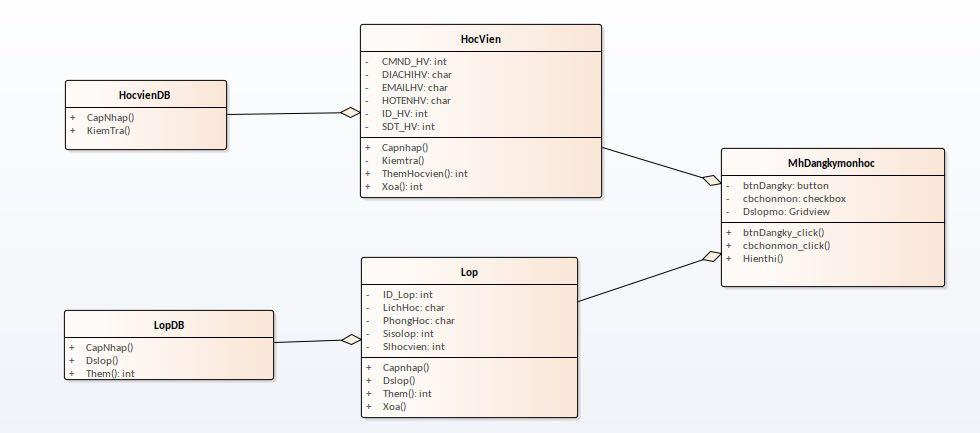 HocvienDB
+ CapNhap()
+ KiemTra()
HocVien
- CMND_HV: int
- DIACHIHV: char
- EMAILHV: char
- HOTENHV: char
- ID_HV: int
- SDT_HV: int
+ Capnhap()
- Kiemtra()
+ ThemHocvien(): int
+ Xoa(): int
MhDangkymonhoc
- btnDangky: button
- cbchonmon: checkbox
- Dslopmo: Gridview
+ btnDangky_click()
+ cbchonmon_click()
+ Hienthi()
LopDB
+ CapNhap()
+ Dslop()
+ Them(): int
Lop
- ID_Lop: int
- LichHoc: char
- PhongHoc: char
- Sisolop: int
- Slhocvien: int
+ Capnhap()
+ Dslop()
+ Them(): int
+ Xoa()